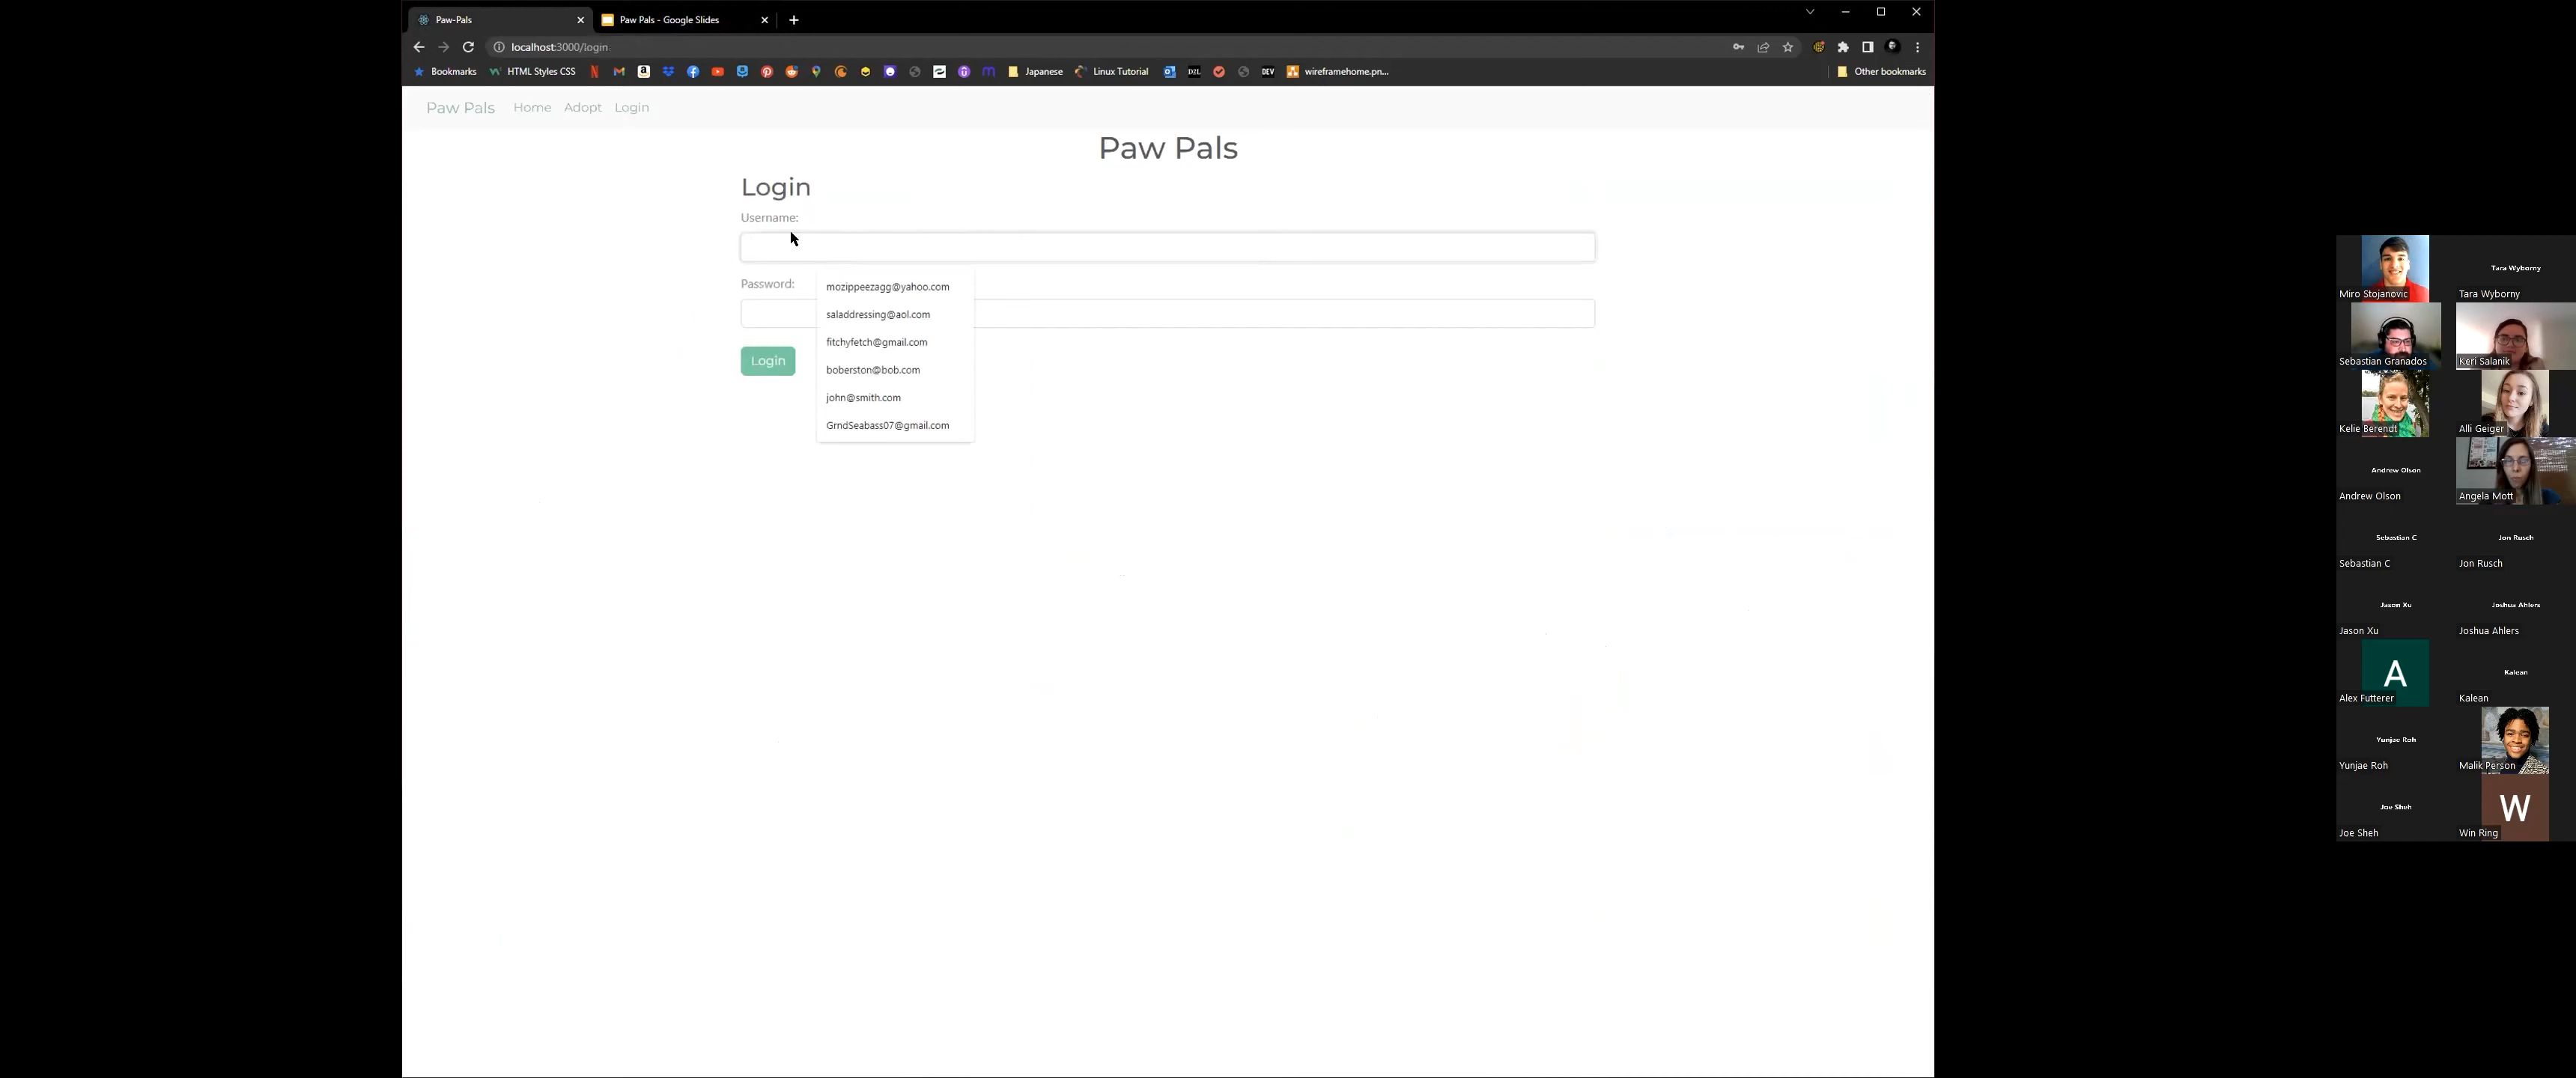 Paw-Pals
Paw Pals - Google Slides
localhost:3000/login
Bookmarks
HTML Styles CSS
Japanese
Linux Tutorial
D2L
DEV
wireframehome.pn...
Other bookmarks
Paw Pals Home Adopt Login
Paw Pals
Login
Username:
Password:
mozippeezagg@yahoo.com
saladdressing@aol.com
fitchyfetch@gmail.com
boberston@bob.com
john@smith.com
GrndSeabass07@gmail.com
Login
Miro Stojanovic
Tara Wyborny
Tara Wyborny
Sebastian Granados
Keri Salanik
Kelie Berendt
Alli Geiger
Andrew Olson
Andrew Olson
Angela Mott
Sebastian C
Sebastian C
Jon Rusch
Jon Rusch
Jason Xu
Jason Xu
Joshua Ahlers
Joshua Ahlers
A
Alex Futterer
Kalean
Kalean
Yunjae Roh
Yunjae Roh
Malik Person
Joe Sheh
Joe Sheh
W
Win Ring